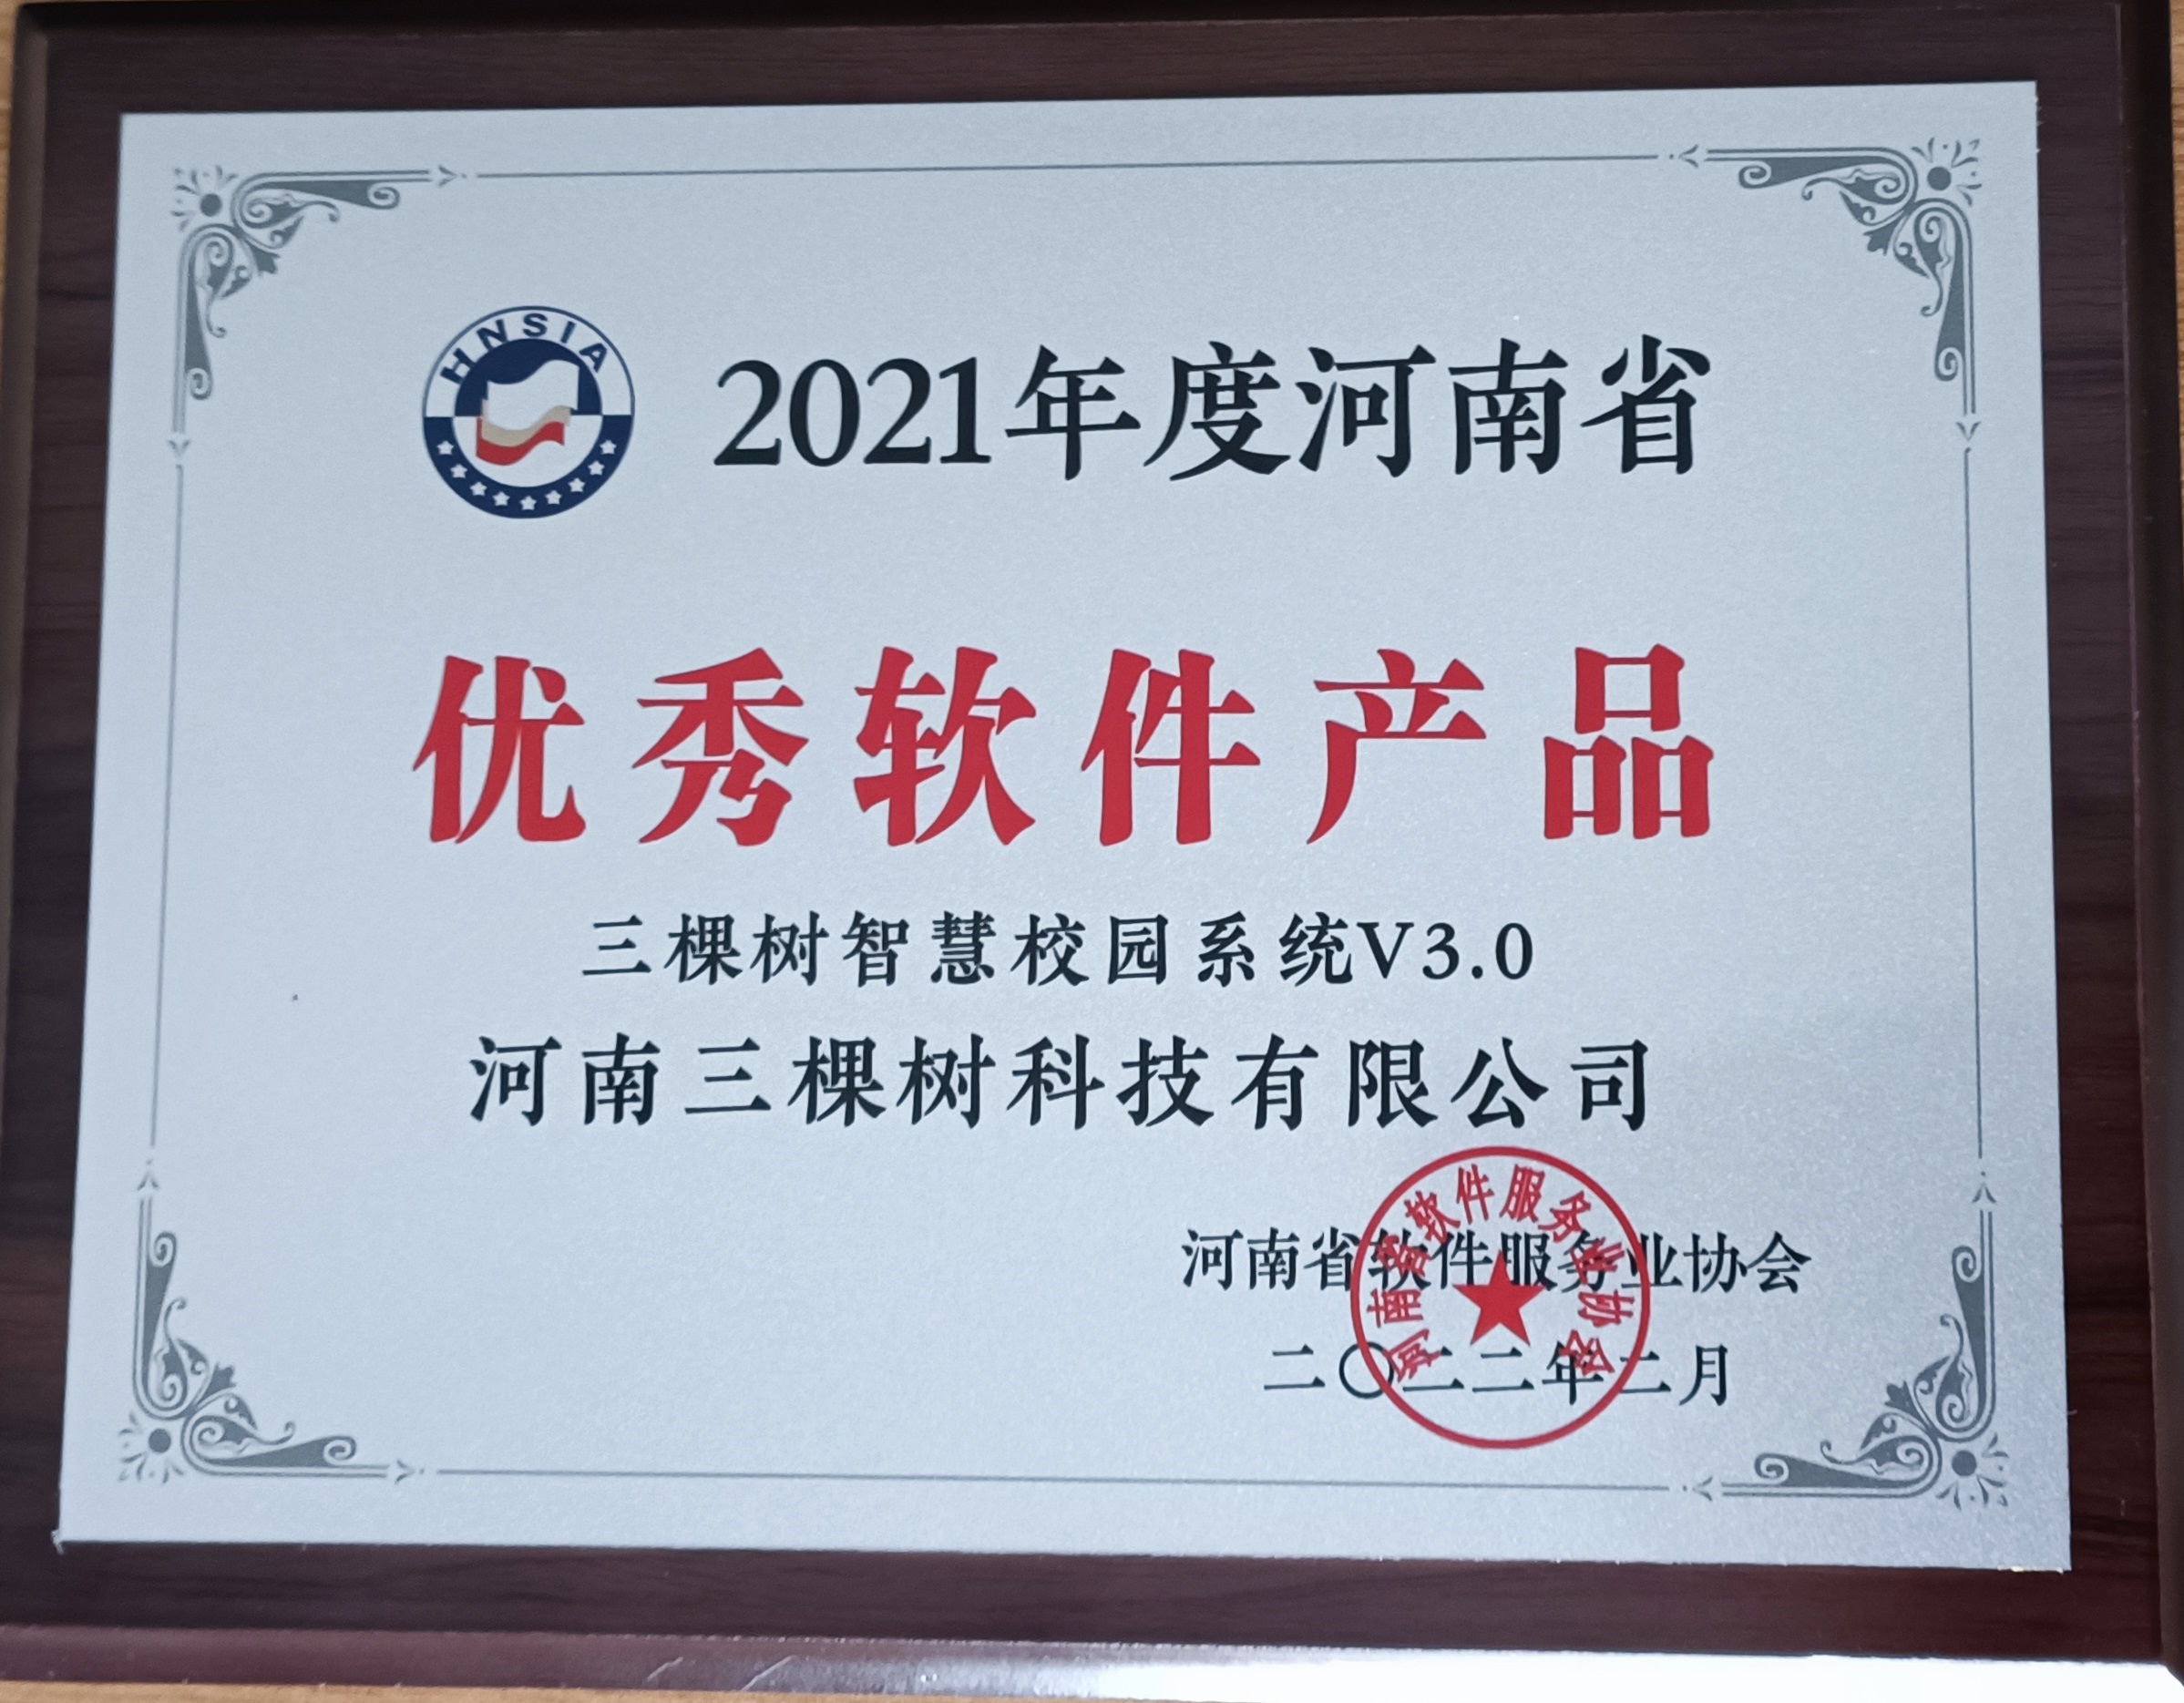 HNSIA
2021年度河南省
优秀软件产品
三棵树智慧校园系统V3.0
河南三棵树科技有限公司
河南省软件服务业协会
二〇二二年二月
河南省软件服务业协会